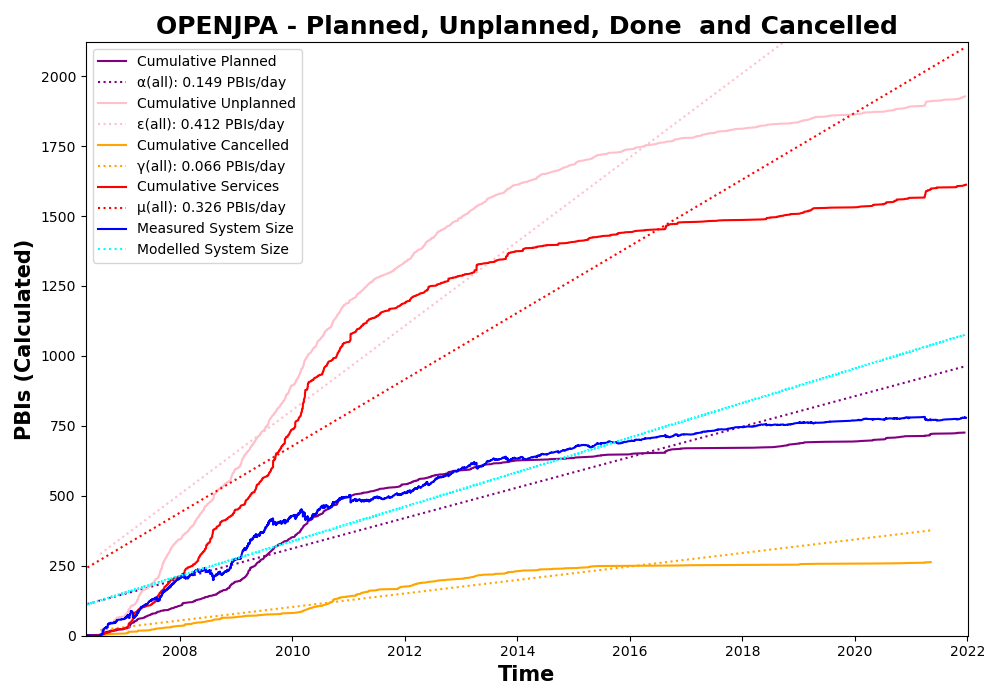 OPENJPA - Planned, Unplanned, Done  and Cancelled
Cumulative Planned
α(all): 0.149 PBIs/day
Cumulative Unplanned
ε(all): 0.412 PBIs/day
Cumulative Cancelled
γ(all): 0.066 PBIs/day
Cumulative Services
μ(all): 0.326 PBIs/day
Measured System Size
Modelled System Size
PBIs (Calculated)
2000
1750
1500
1250
1000
750
500
250
0
2008 2010 2012 2014 2016 2018 2020 2022
Time